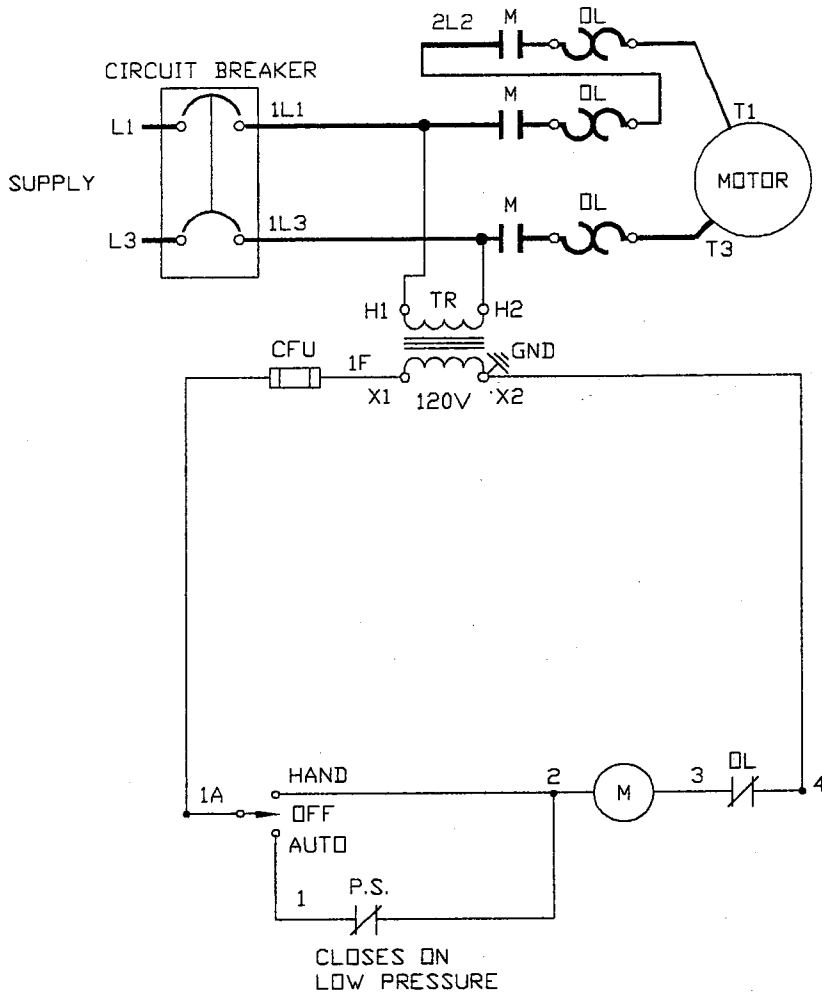 2L2 M OL
CIRCUIT BREAKER
1L1 M OL
L1
T1
SUPPLY
MOTOR
M OL
1L3
L3
T3
H1 TR H2
CFU 1F GND
X1 120V X2
HAND 2 M 3 OL 4
1A OFF
AUTO
1 P.S.
CLOSES ON
LOW PRESSURE